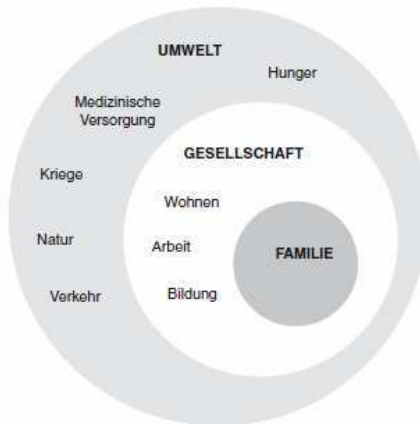 UMWELT
Hunger
Medizinische
Versorgung
GESELLSCHAFT
Kriege
Wohnen
Natur
Arbeit
FAMILIE
Verkehr
Bildung